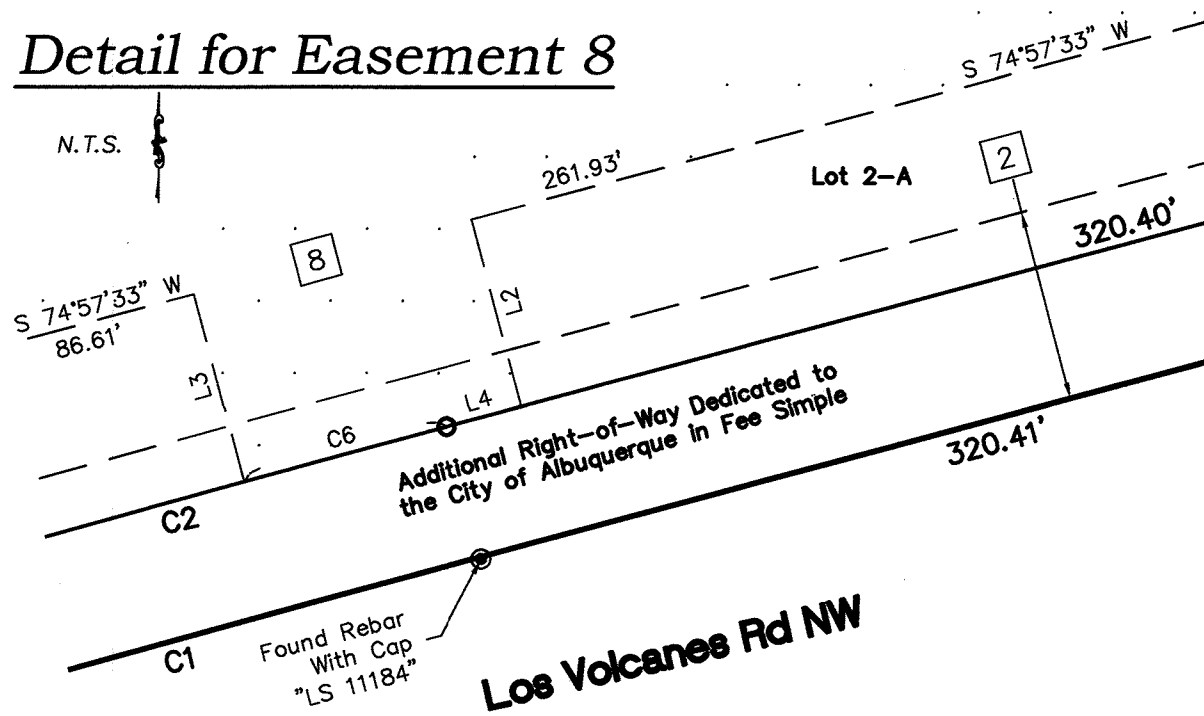 Detail for Easement 8
N.T.S.
S 74°57'33" W
261.93'
Lot 2-A
2
320.40'
8
S 74°57'33" W
86.61'
L2
L3
L4
C6
Additional Right-of-Way Dedicated to
the City of Albuquerque in Fee Simple
C2
320.41'
Found Rebar
With Cap
"LS 11184"
C1
Los Volcanes Rd NW